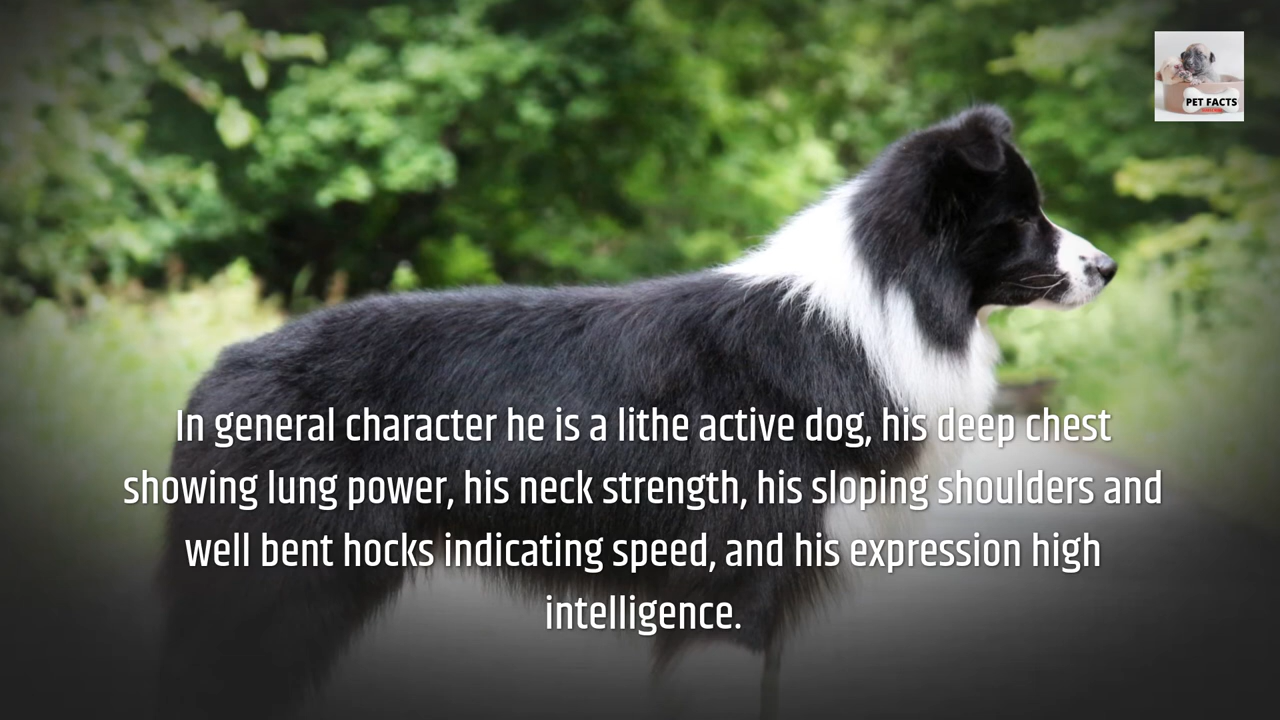 PET FACTS
In general character he is a lithe active dog, his deep chest
showing lung power, his neck strength, his sloping shoulders and
well bent hocks indicating speed, and his expression high
intelligence.